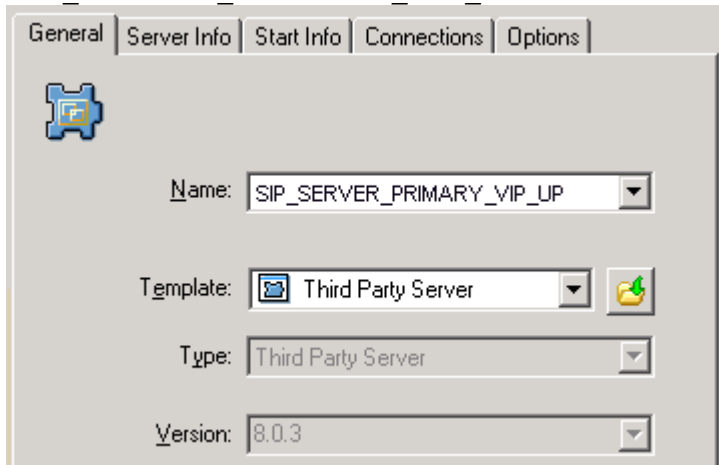 General Server Info Start Info Connections Options
Name: SIP_SERVER_PRIMARY_VIP_UP
Template: Third Party Server
Type: Third Party Server
Version: 8.0.3